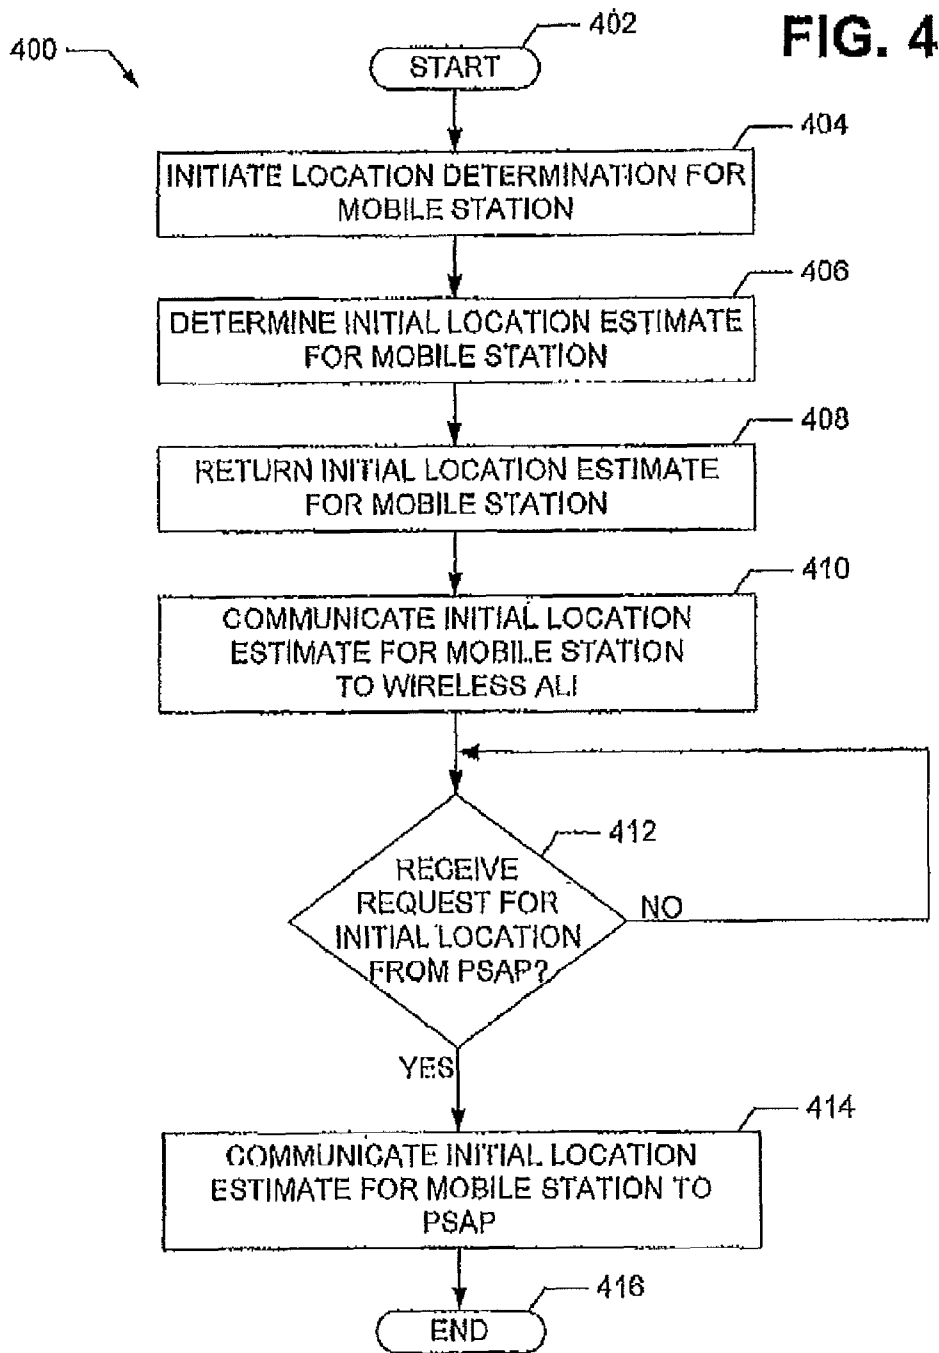 FIG. 4
400
402
START
404
INITIATE LOCATION DETERMINATION FOR
MOBILE STATION
406
DETERMINE INITIAL LOCATION ESTIMATE
FOR MOBILE STATION
408
RETURN INITIAL LOCATION ESTIMATE
FOR MOBILE STATION
410
COMMUNICATE INITIAL LOCATION
ESTIMATE FOR MOBILE STATION
TO WIRELESS ALI
412
RECEIVE
REQUEST FOR
INITIAL LOCATION
FROM PSAP?
NO
YES
414
COMMUNICATE INITIAL LOCATION
ESTIMATE FOR MOBILE STATION TO
PSAP
416
END